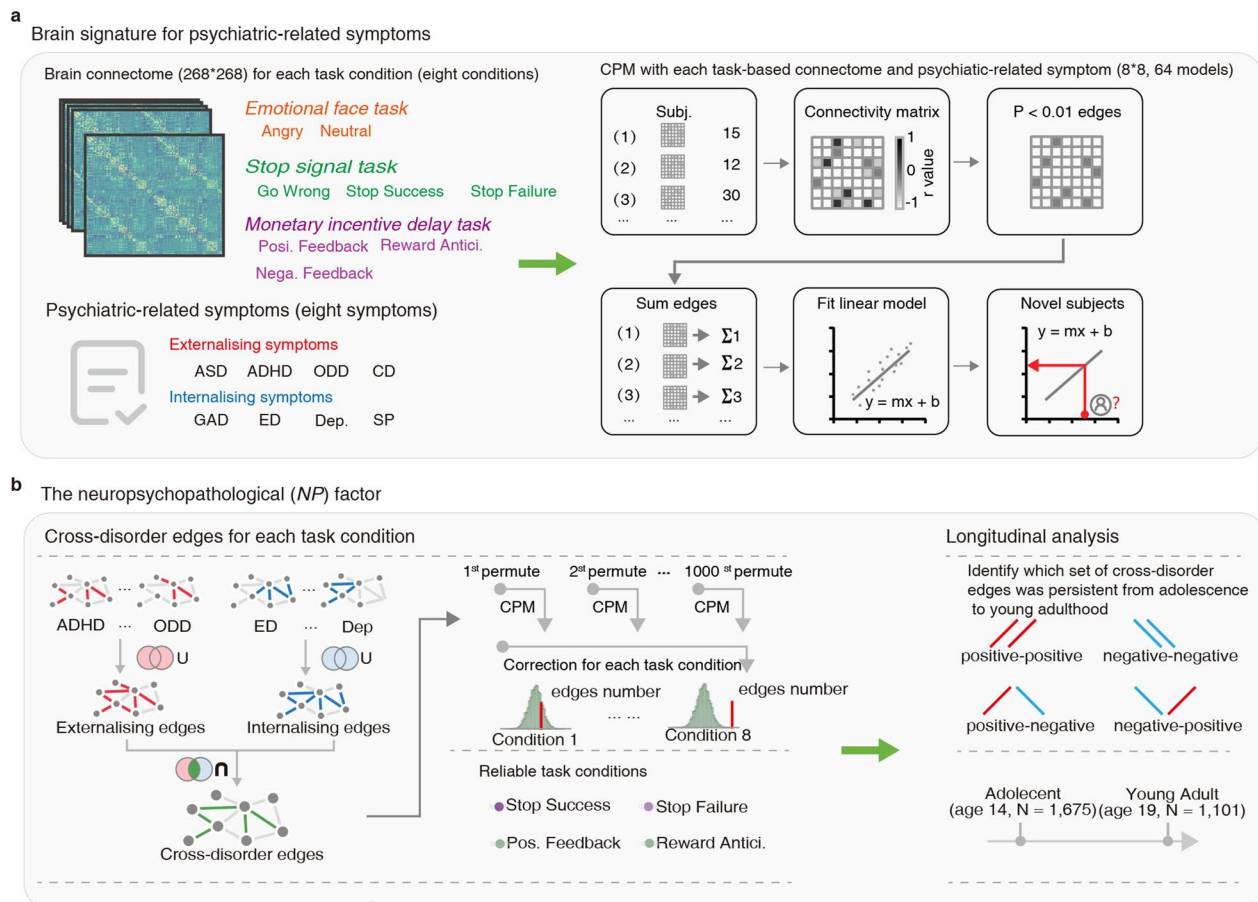 a
Brain signature for psychiatric-related symptoms
Brain connectome (268*268) for each task condition (eight conditions)
Emotional face task
Angry Neutral
Stop signal task
Go Wrong Stop Success Stop Failure
Monetary incentive delay task
Posi. Feedback Reward Antici.
Nega. Feedback
Psychiatric-related symptoms (eight symptoms)
Externalising symptoms
ASD ADHD ODD CD
Internalising symptoms
GAD ED Dep. SP
CPM with each task-based connectome and psychiatic-related symptom (8*8, 64 models)
Subj.
(1) 15
(2) 12
(3) 30
... ... ...
Connectivity matrix
1
0
-1
r value
P < 0.01 edges
Sum edges
(1) Σ1
(2) Σ2
(3) Σ3
... ... ...
Fit linear model
y = mx + b
Novel subjects
y = mx + b
?
b
The neuropsychopathological (NP) factor
Cross-disorder edges for each task condition
... ...
ADHD ... ODD ED ... Dep
U U
Externalising edges Internalising edges
∩
Cross-disorder edges
1st permute 2st permute ... 1000 st permute
CPM CPM CPM
Correction for each task condition
edges number edges number
... ...
Condition 1 Condition 8
Reliable task conditions
Stop Success Stop Failure
Pos. Feedback Reward Antici.
Longitudinal analysis
Identify which set of cross-disorder
edges was persistent from adolescence
to young adulthood
positive-positive negative-negative
positive-negative negative-positive
Adolecent Young Adult
(age 14, N = 1,675) (age 19, N = 1,101)